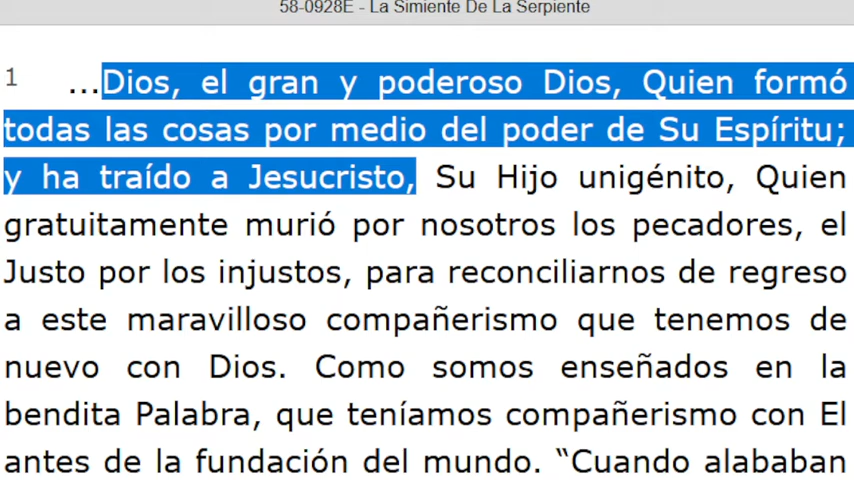 58-0928E - La Simiente De La Serpiente
1 ...Dios, el gran y poderoso Dios, Quien formó
todas las cosas por medio del poder de Su Espíritu;
y ha traído a Jesucristo, Su Hijo unigénito, Quien
gratuitamente murió por nosotros los pecadores, el
Justo por los injustos, para reconciliarnos de regreso
a este maravilloso compañerismo que tenemos de
nuevo con Dios. Como somos enseñados en la
bendita Palabra, que teníamos compañerismo con El
antes de la fundación del mundo. “Cuando alababan